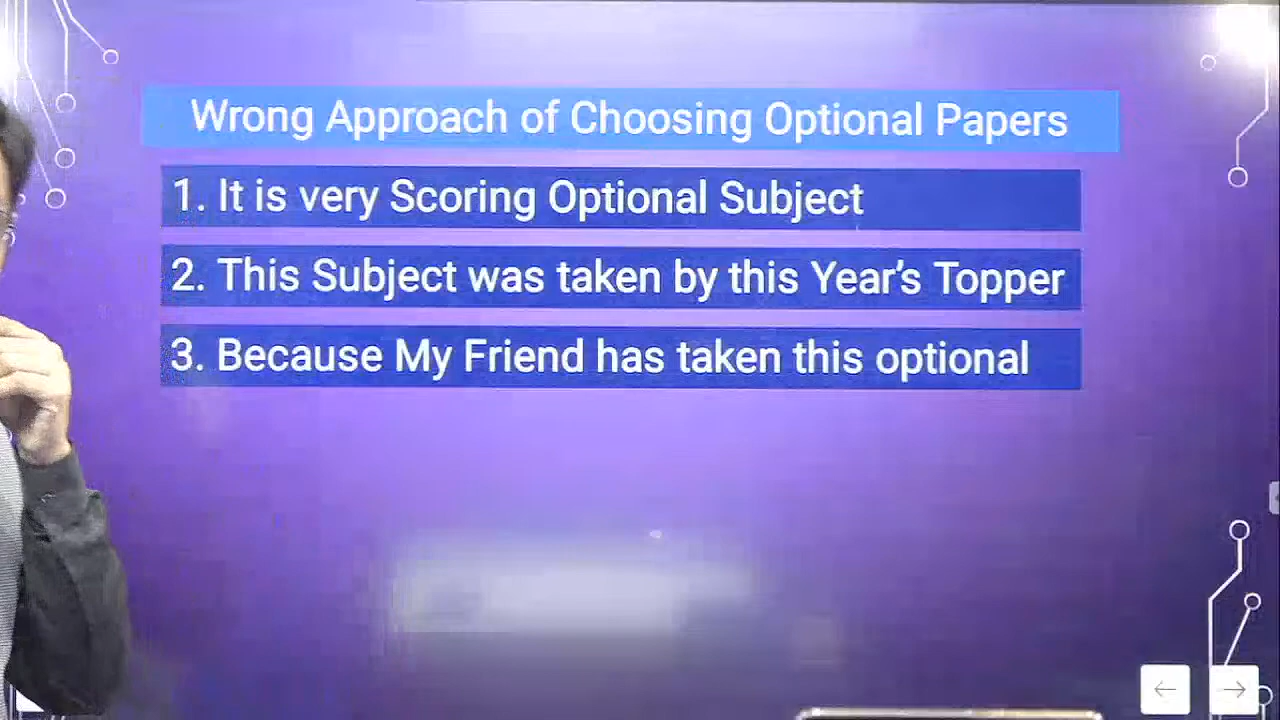 Wrong Approach of Choosing Optional Papers
1. It is very Scoring Optional Subject
2. This Subject was taken by this Year's Topper
3. Because My Friend has taken this optional